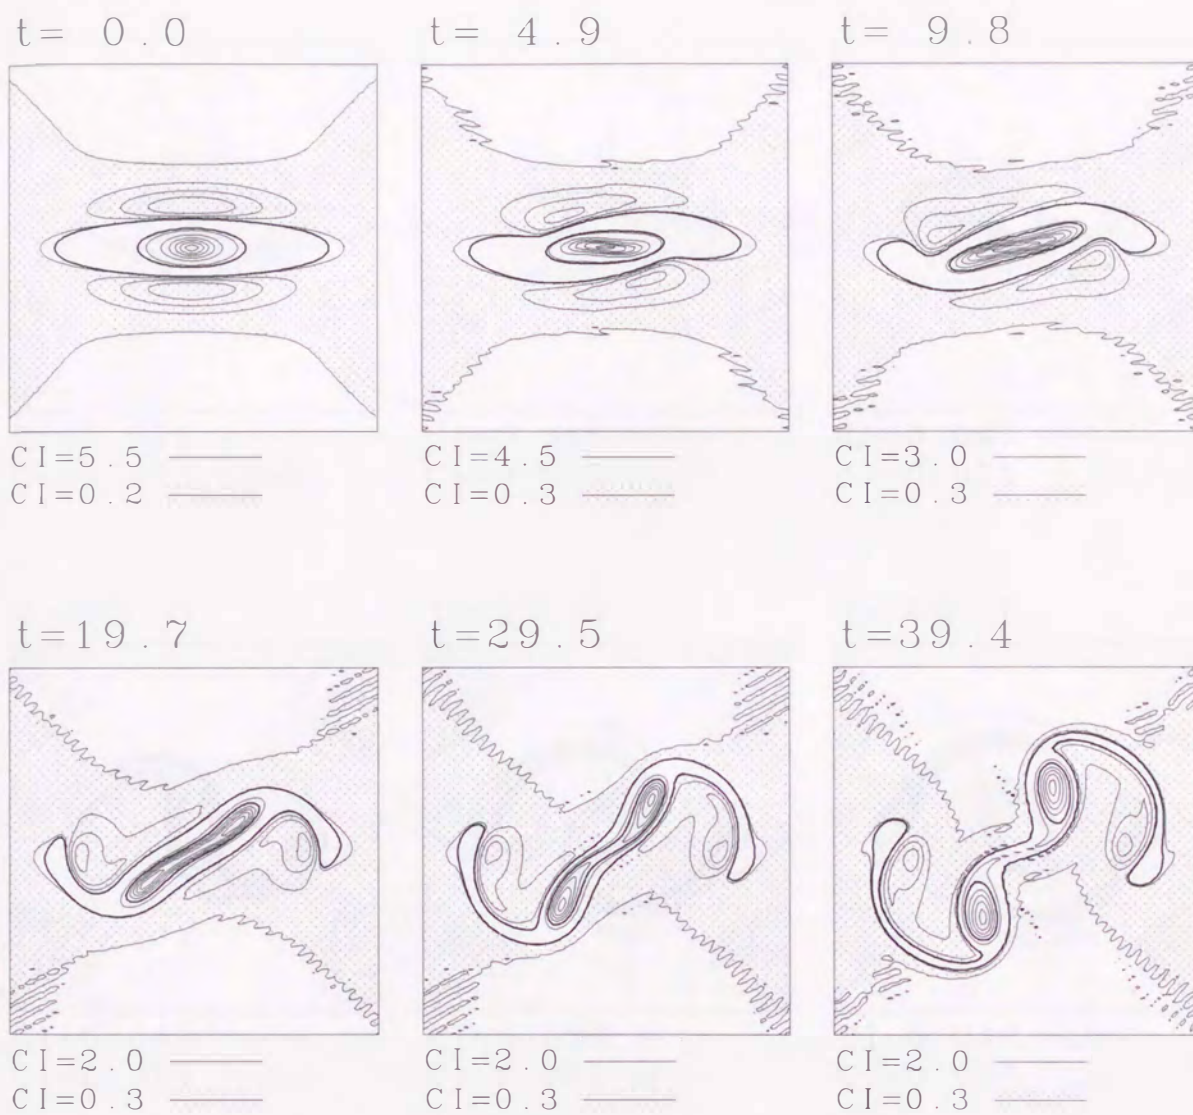 t= 0.0
t= 4.9
t= 9.8
CI=5.5
CI=0.2
CI=4.5
CI=0.3
CI=3.0
CI=0.3
t=19.7
t=29.5
t=39.4
CI=2.0
CI=0.3
CI=2.0
CI=0.3
CI=2.0
CI=0.3